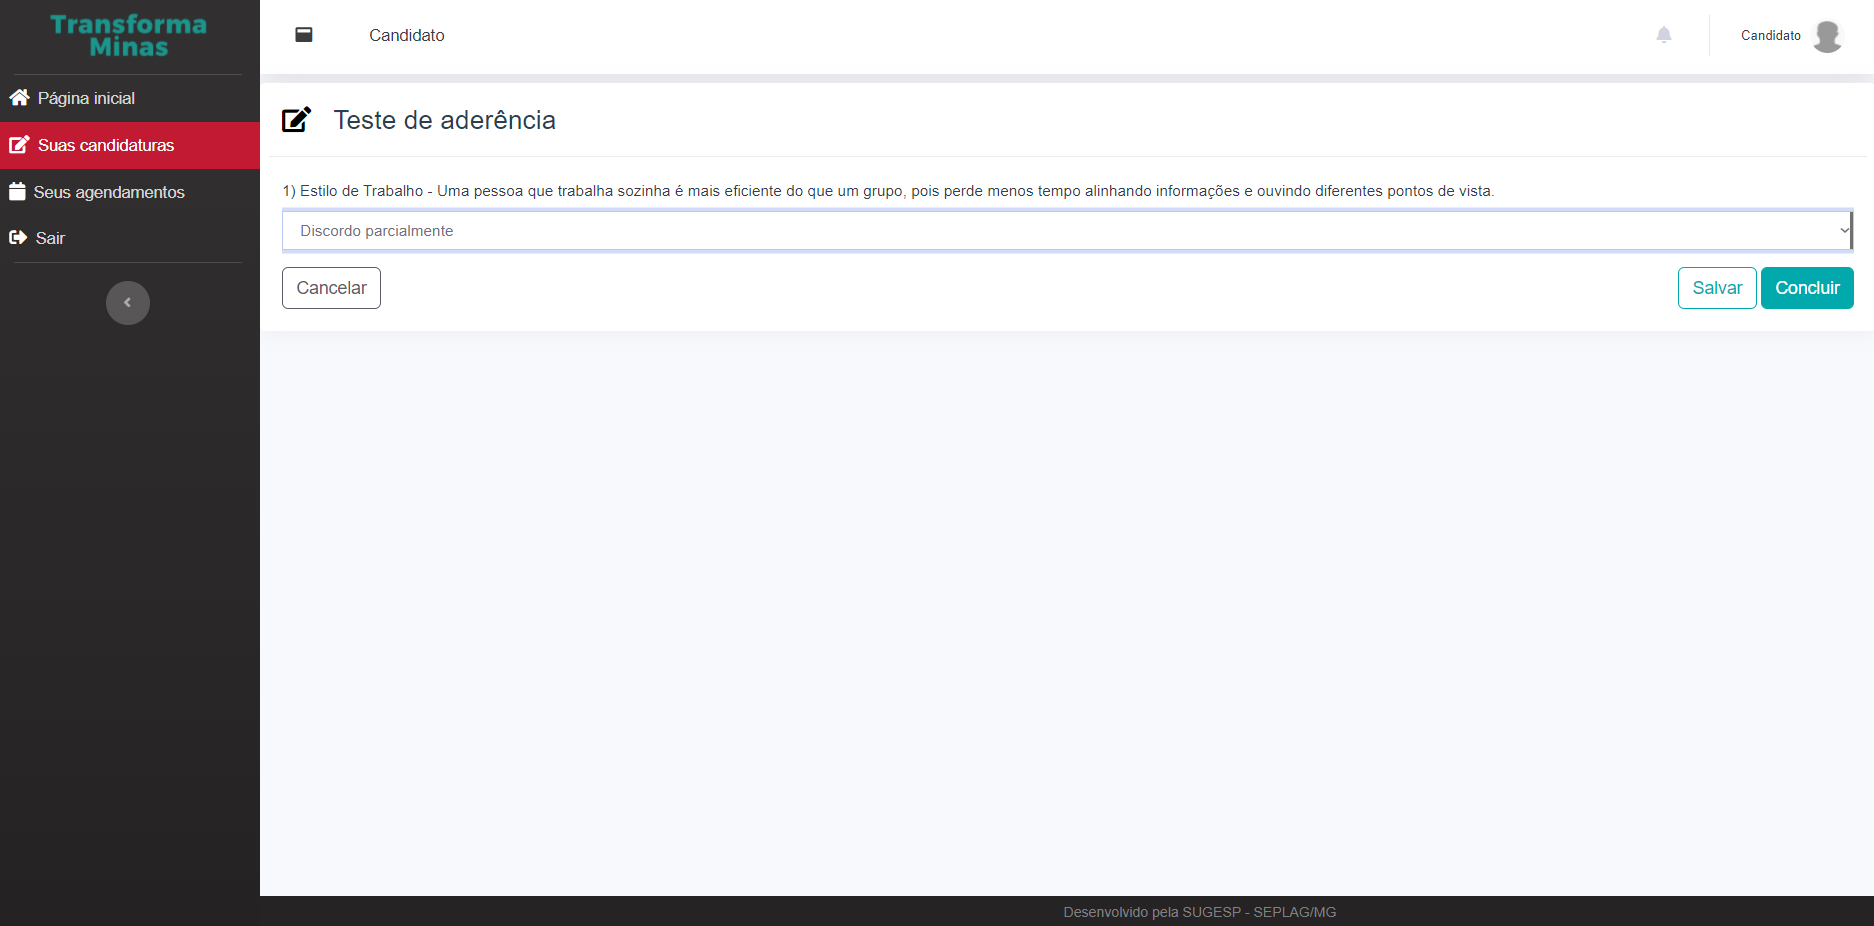 Transforma
Minas
Página inicial
Suas candidaturas
Seus agendamentos
Sair
Candidato
Candidato
Teste de aderência
1) Estilo de Trabalho - Uma pessoa que trabalha sozinha é mais eficiente do que um grupo, pois perde menos tempo alinhando informações e ouvindo diferentes pontos de vista.
Discordo parcialmente
Cancelar
Salvar
Concluir
Desenvolvido pela SUGESP - SEPLAG/MG